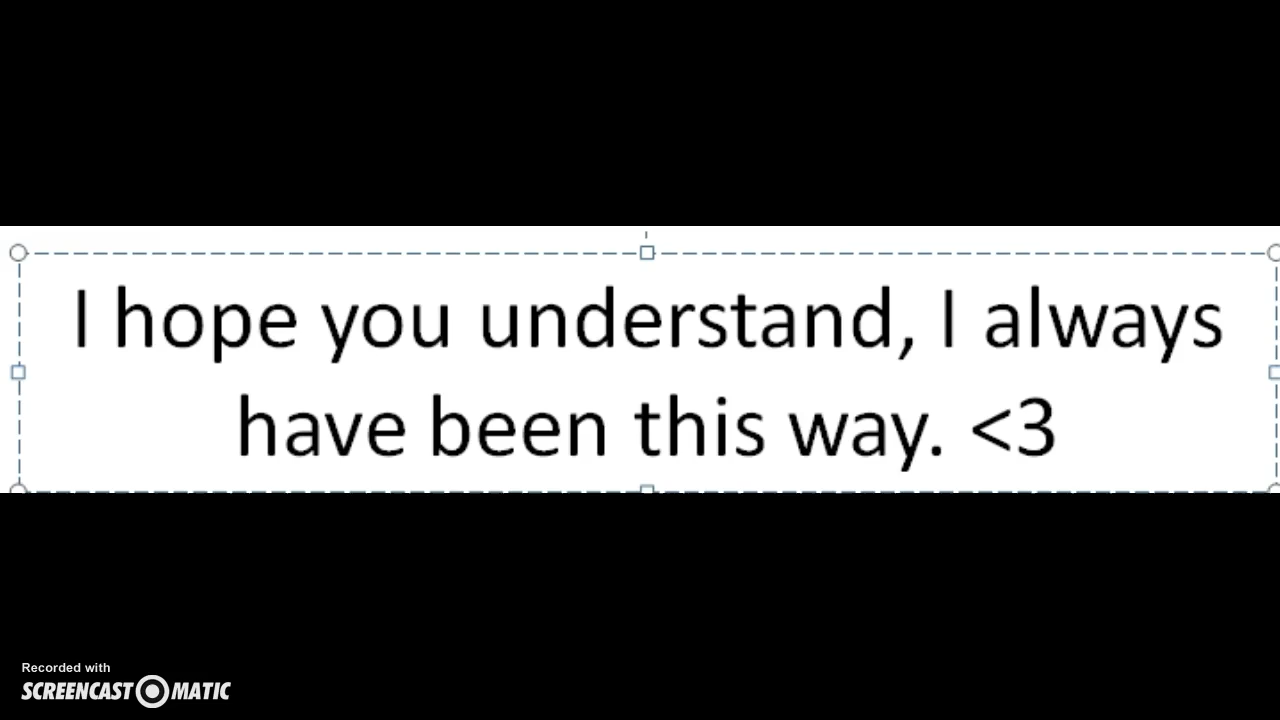 I hope you understand, I always
have been this way. <3
Recorded with
SCREENCAST MATIC